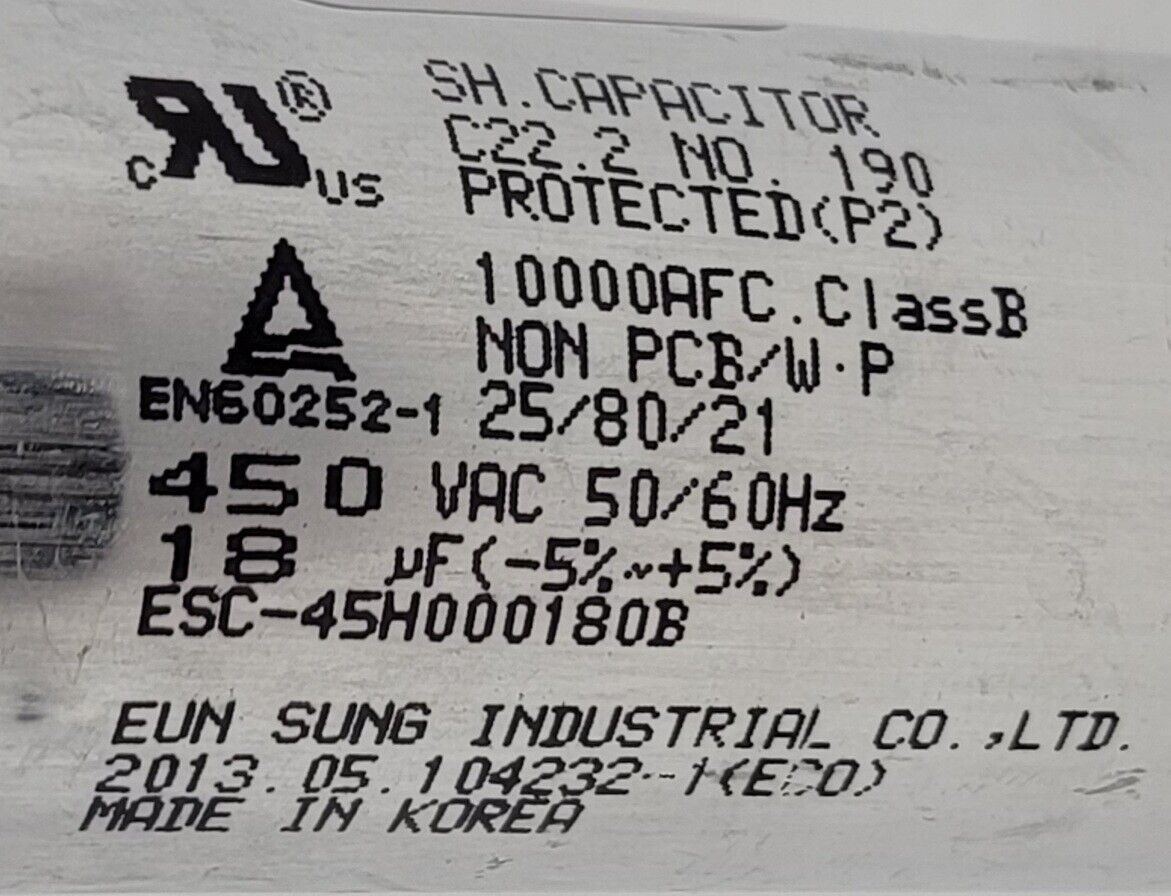 c RU® US
SH.CAPACITOR
C22.2 NO. 190
PROTECTED(P2)
10000AFC.ClassB
NON PCB/W·P
EN60252-1 25/80/21
450 VAC 50/60Hz
18 µF(-5%~+5%)
ESC-45H000180B
EUN SUNG INDUSTRIAL CO.,LTD.
2013.05.104232--1(ECO)
MADE IN KOREA